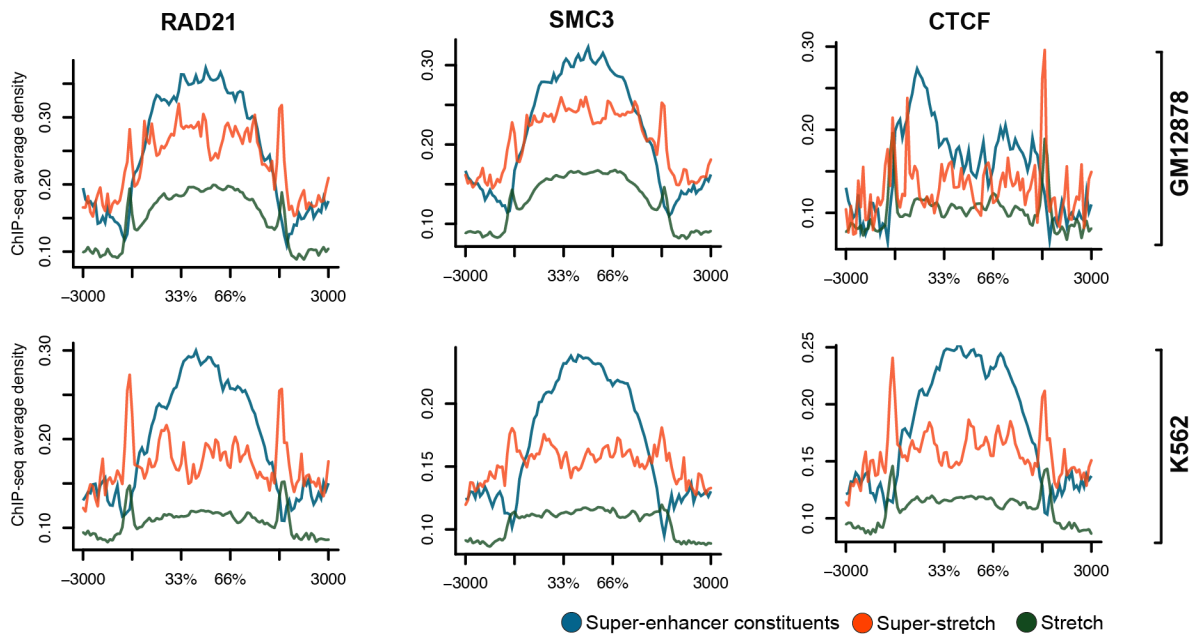 RAD21 SMC3 CTCF
ChIP-seq average density
0.10 0.20 0.30
–3000 33% 66% 3000
0.10 0.20 0.30
–3000 33% 66% 3000
0.10 0.20 0.30
–3000 33% 66% 3000
GM12878
ChIP-seq average density
0.10 0.20 0.30
–3000 33% 66% 3000
0.10 0.15 0.20
–3000 33% 66% 3000
0.10 0.15 0.20 0.25
–3000 33% 66% 3000
K562
Super-enhancer constituents Super-stretch Stretch